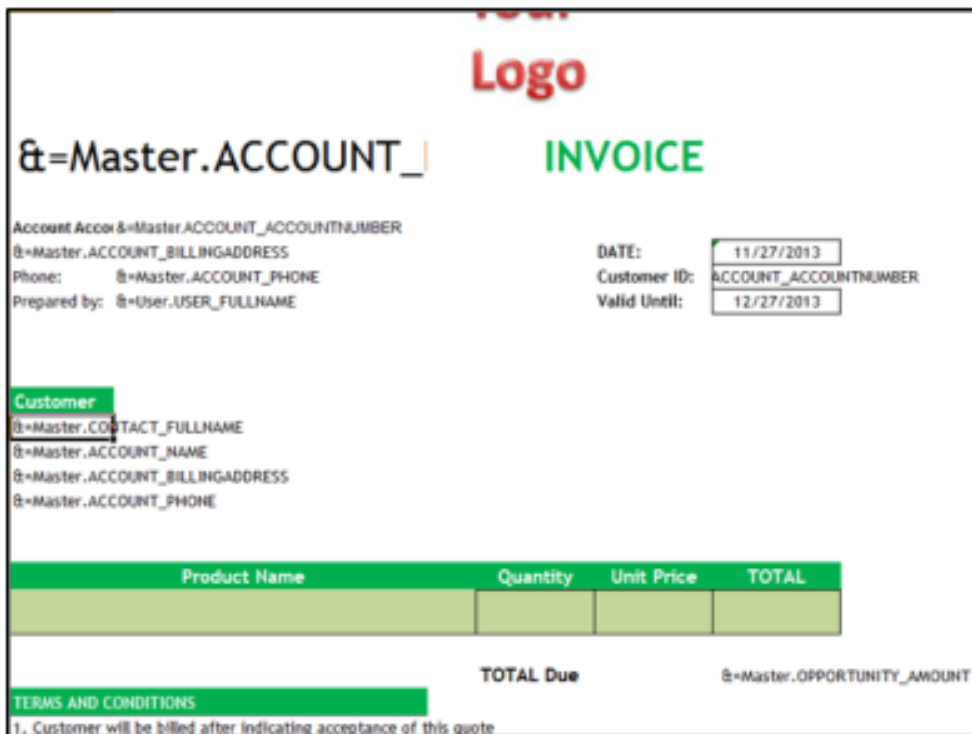 Your
Logo
&=Master.ACCOUNT_
INVOICE
Account Acco &=Master.ACCOUNT_ACCOUNTNUMBER
&=Master.ACCOUNT_BILLINGADDRESS
DATE: 11/27/2013
Phone: &=Master.ACCOUNT_PHONE
Customer ID: ACCOUNT_ACCOUNTNUMBER
Prepared by: &=User.USER_FULLNAME
Valid Until: 12/27/2013
Customer
&=Master.CONTACT_FULLNAME
&=Master.ACCOUNT_NAME
&=Master.ACCOUNT_BILLINGADDRESS
&=Master.ACCOUNT_PHONE
Product Name Quantity Unit Price TOTAL
TOTAL Due &=Master.OPPORTUNITY_AMOUNT
TERMS AND CONDITIONS
1. Customer will be billed after indicating acceptance of this quote